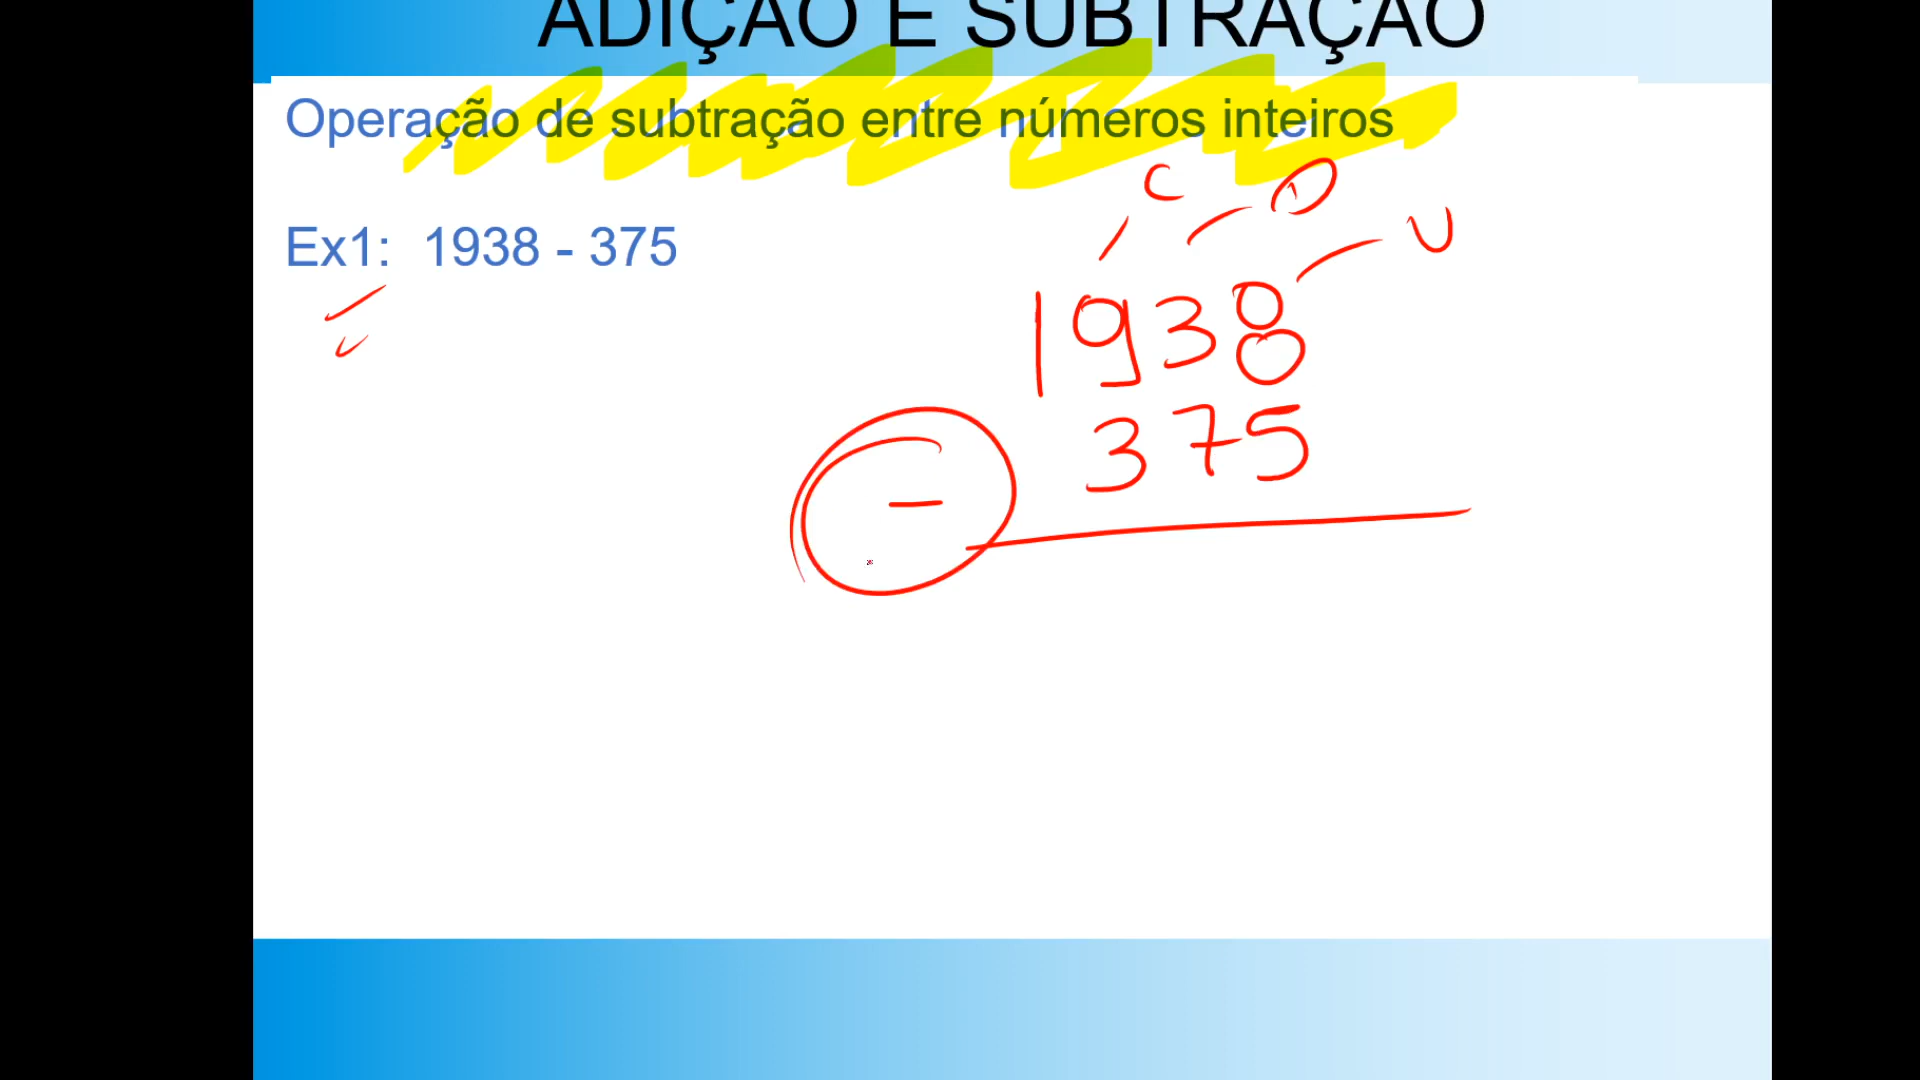 ADIÇÃO E SUBTRAÇÃO
Operação de subtração entre números inteiros
C D U
Ex1: 1938 - 375
1938
375
-